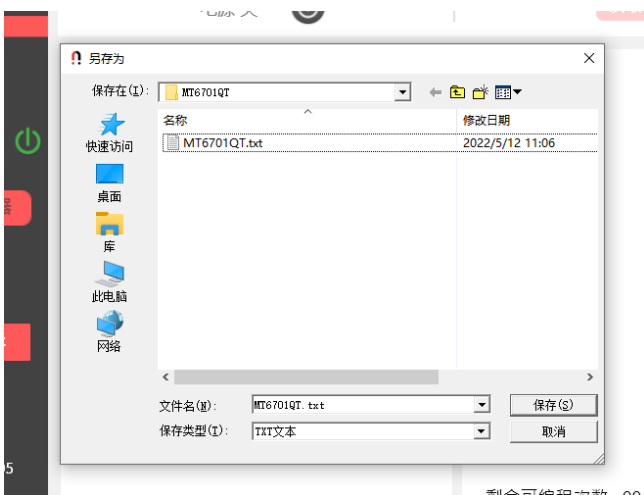 另存为
保存在(I):
MT6701QT
名称
修改日期
MT6701QT.txt
2022/5/12 11:06
快速访问
桌面
库
此电脑
网络
文件名(N):
MT6701QT.txt
保存(S)
保存类型(T):
TXT文本
取消